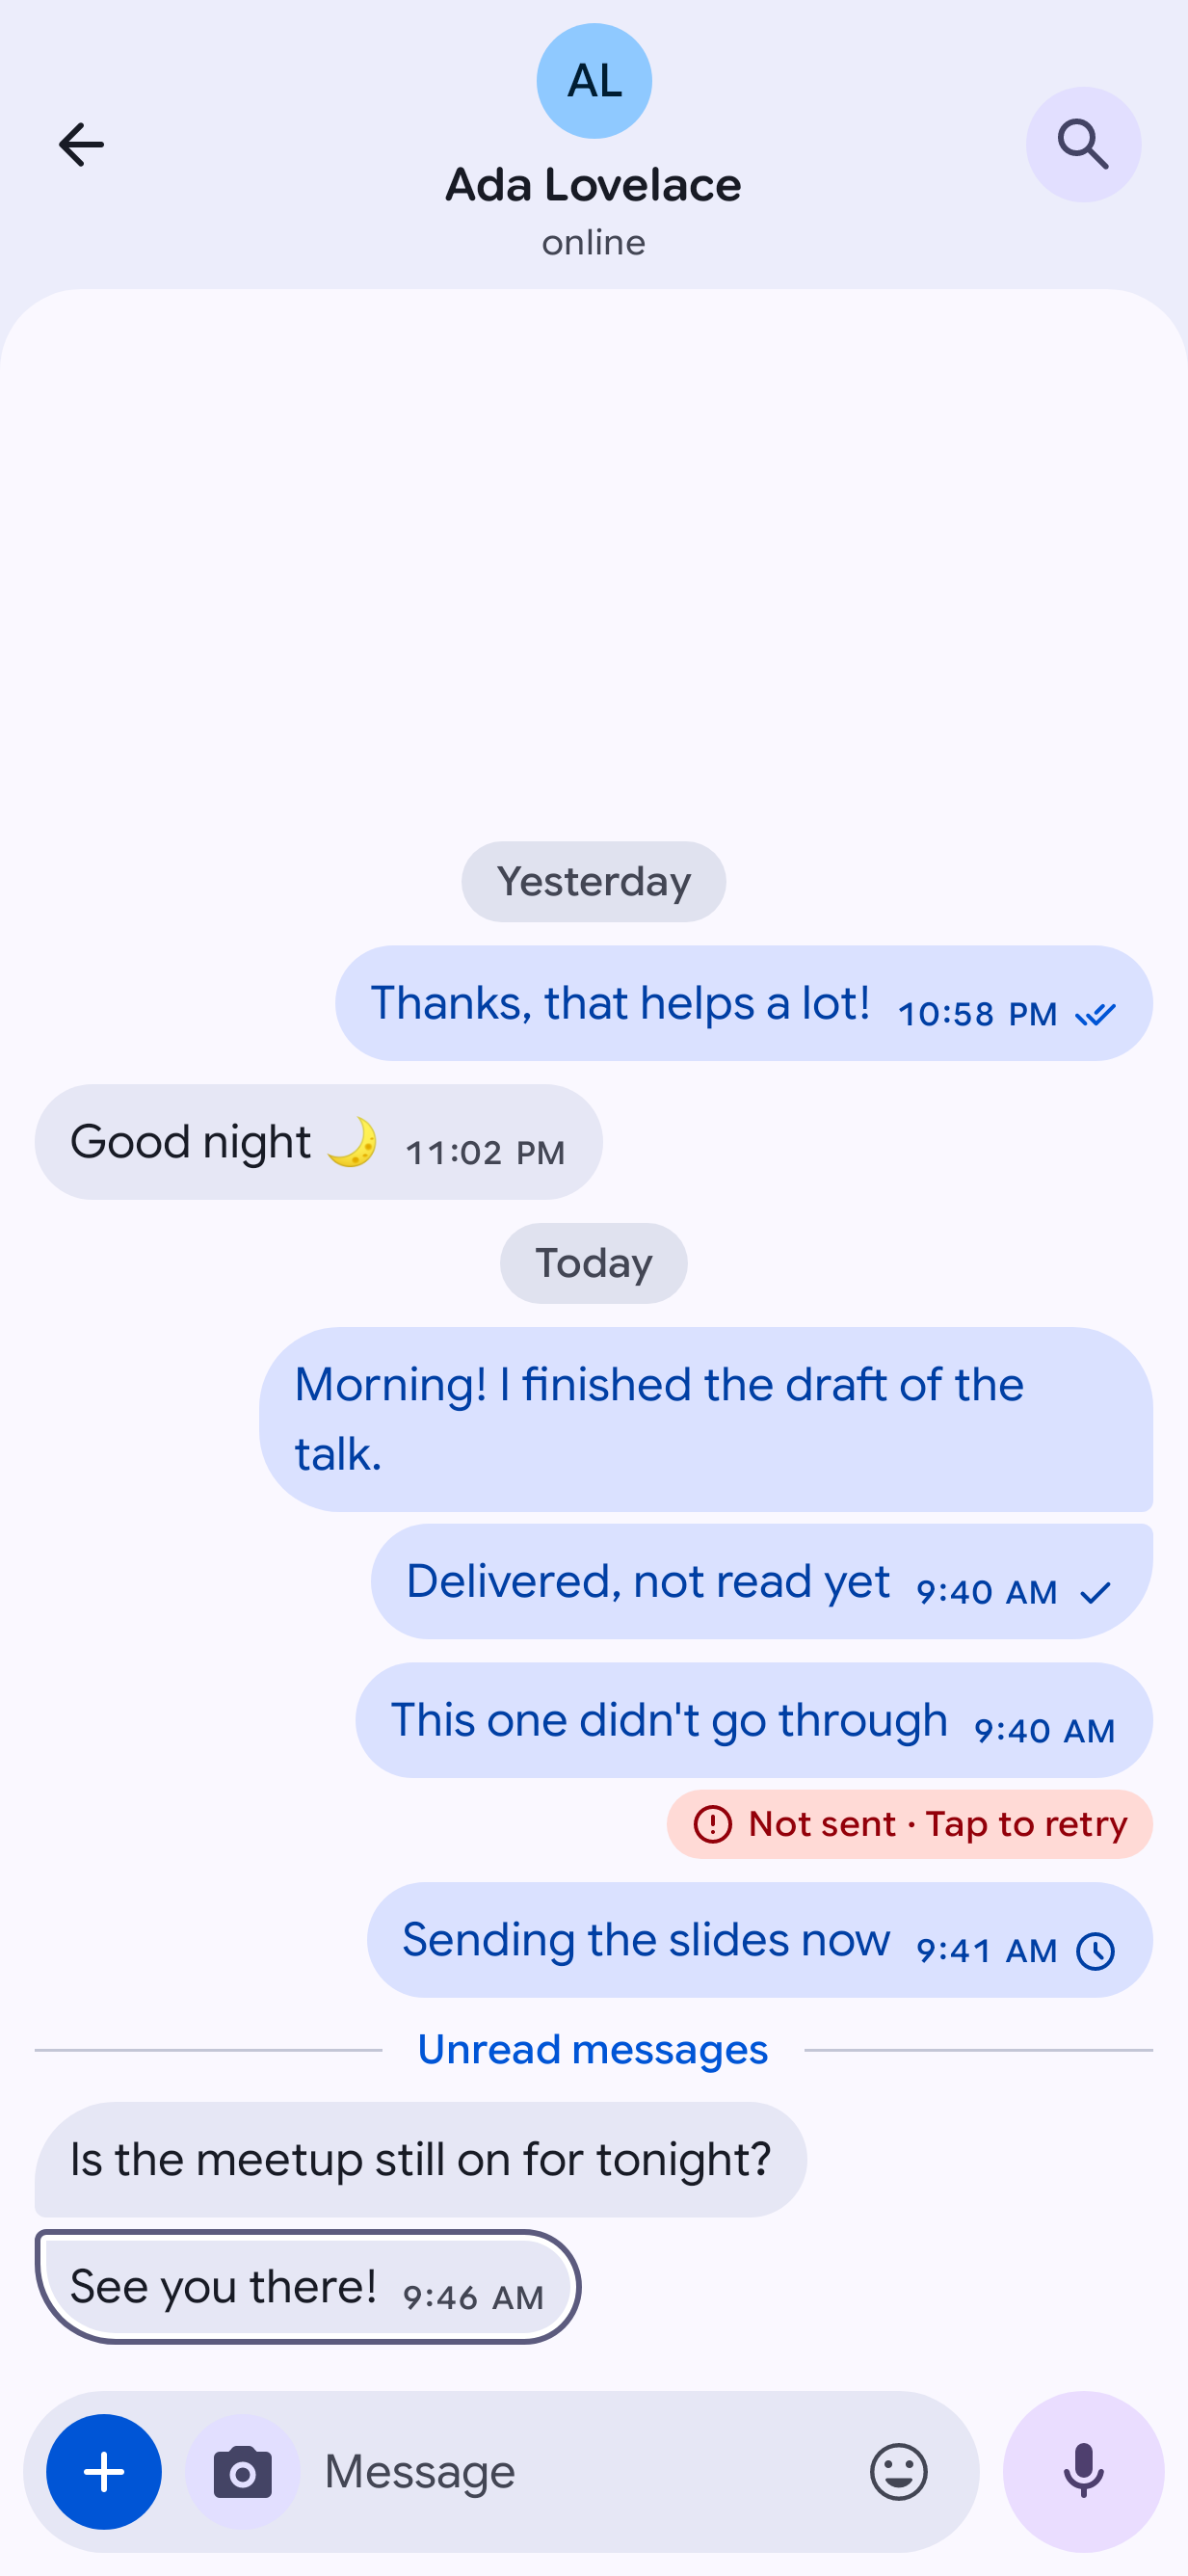 AL
Ada Lovelace
online
Yesterday
Thanks, that helps a lot! 10:58 PM
Good night 🌙 11:02 PM
Today
Morning! I finished the draft of the
talk.
Delivered, not read yet 9:40 AM
This one didn't go through 9:40 AM
Not sent · Tap to retry
Sending the slides now 9:41 AM
Unread messages
Is the meetup still on for tonight?
See you there! 9:46 AM
Message